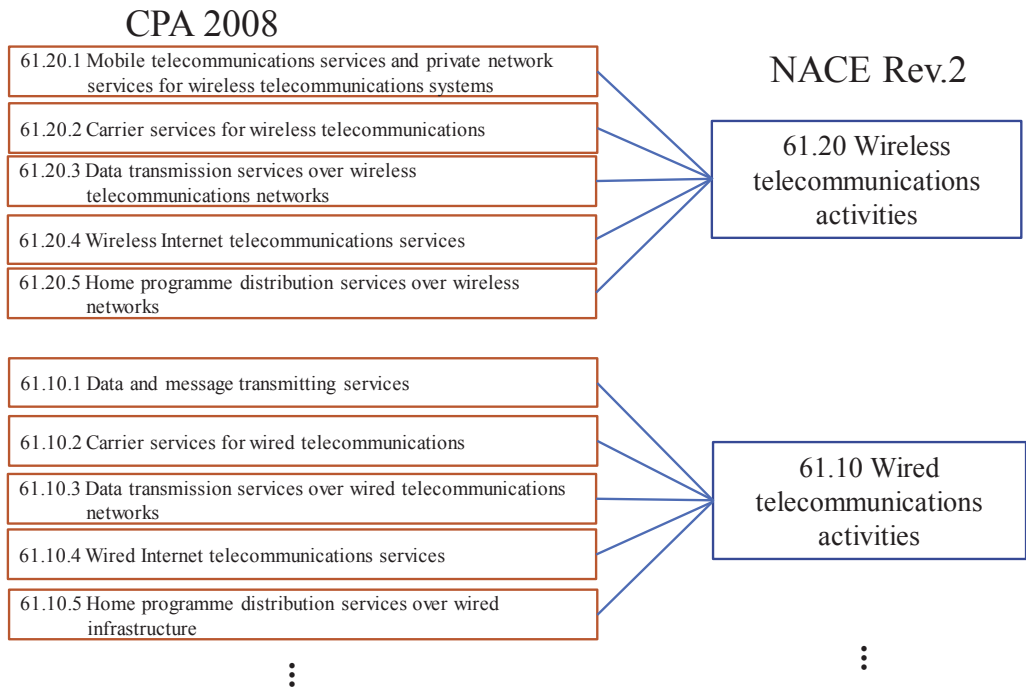 CPA 2008
61.20.1 Mobile telecommunications services and private network
services for wireless telecommunications systems
61.20.2 Carrier services for wireless telecommunications
61.20.3 Data transmission services over wireless
telecommunications networks
61.20.4 Wireless Internet telecommunications services
61.20.5 Home programme distribution services over wireless
networks
NACE Rev.2
61.20 Wireless
telecommunications
activities
61.10.1 Data and message transmitting services
61.10.2 Carrier services for wired telecommunications
61.10.3 Data transmission services over wired telecommunications
networks
61.10.4 Wired Internet telecommunications services
61.10.5 Home programme distribution services over wired
infrastructure
61.10 Wired
telecommunications
activities